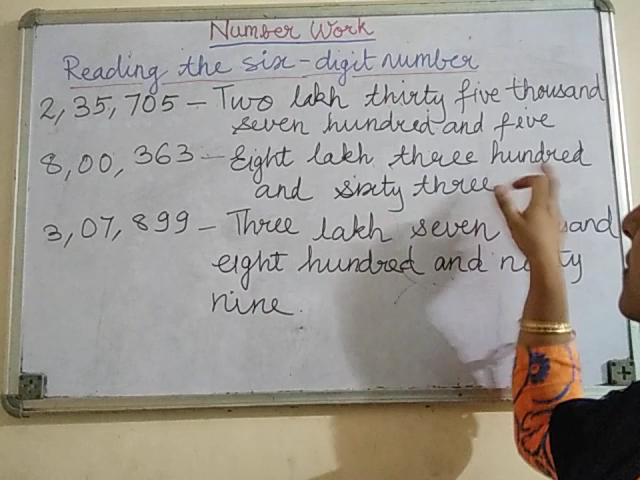 Number Work
Reading the six-digit number
2,35,705 - Two lakh thirty five thousand
seven hundred and five
8,00,363 - Eight lakh three hundred
and sixty three
3,07,899 - Three lakh seven
eight hundred and
nine